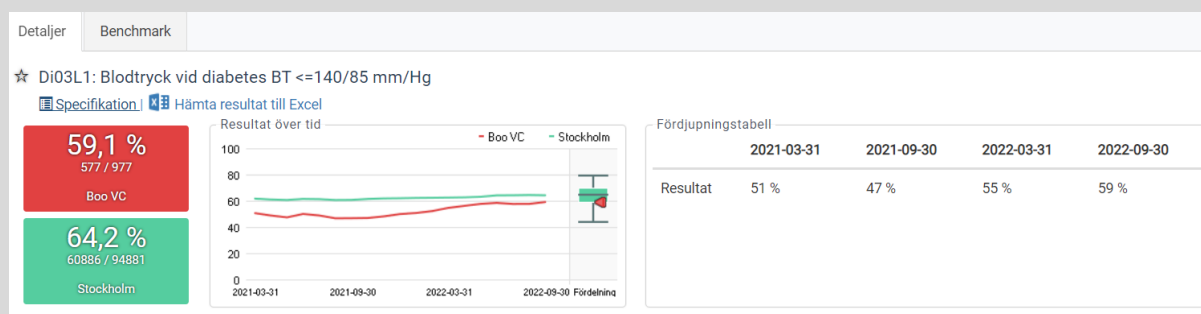 Detaljer
Benchmark
Di03L1: Blodtryck vid diabetes BT <=140/85 mm/Hg
Specifikation | Hämta resultat till Excel
59,1 %
577 / 977
Boo VC
64,2 %
60886 / 94881
Stockholm
Resultat över tid
Boo VC Stockholm
100
80
60
40
20
0
2021-03-31 2021-09-30 2022-03-31 2022-09-30 Fördelning
Fördjupningstabell
2021-03-31 2021-09-30 2022-03-31 2022-09-30
Resultat 51 % 47 % 55 % 59 %